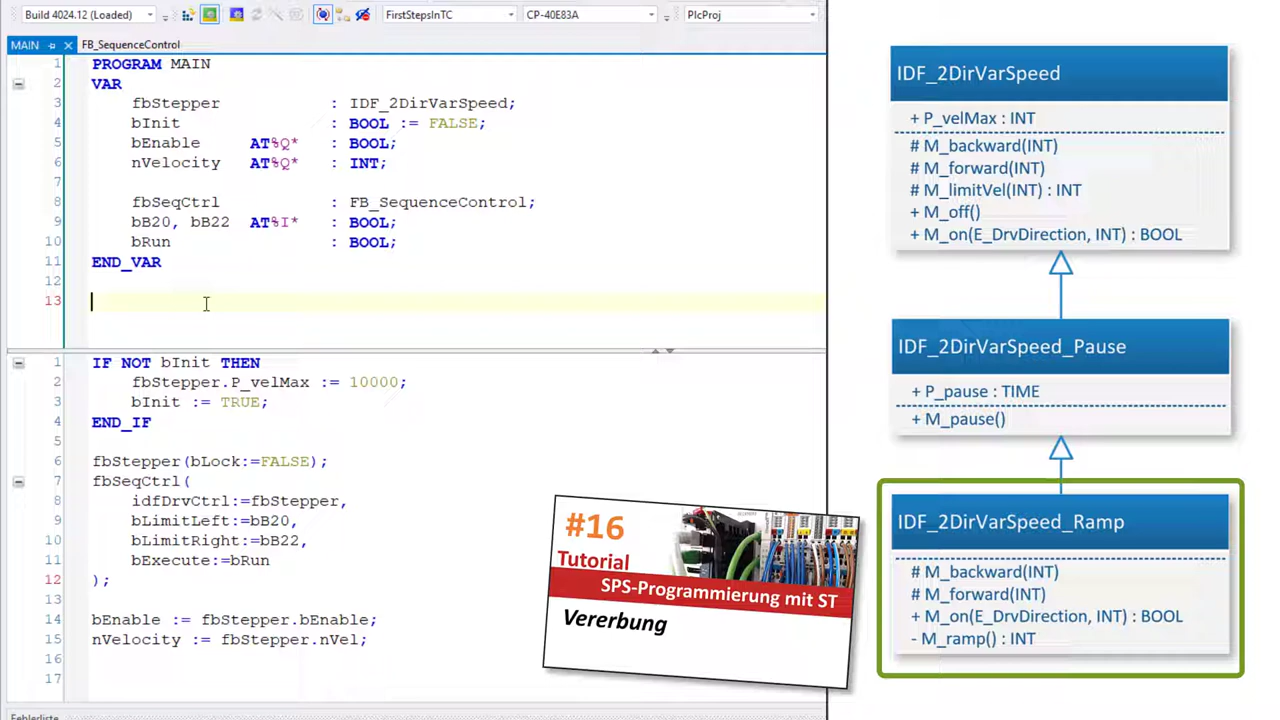 Build 4024.12 (Loaded)
FirstStepsInTC
CP-40E83A
PlcProj
MAIN
FB_SequenceControl
1 PROGRAM MAIN
2 VAR
3 fbStepper : IDF_2DirVarSpeed;
4 bInit : BOOL := FALSE;
5 bEnable AT%Q* : BOOL;
6 nVelocity AT%Q* : INT;
7
8 fbSeqCtrl : FB_SequenceControl;
9 bB20, bB22 AT%I* : BOOL;
10 bRun : BOOL;
11 END_VAR
12
13
1 IF NOT bInit THEN
2 fbStepper.P_velMax := 10000;
3 bInit := TRUE;
4 END_IF
5
6 fbStepper(bLock:=FALSE);
7 fbSeqCtrl(
8 idfDrvCtrl:=fbStepper,
9 bLimitLeft:=bB20,
10 bLimitRight:=bB22,
11 bExecute:=bRun
12 );
13
14 bEnable := fbStepper.bEnable;
15 nVelocity := fbStepper.nVel;
16
17
Fehlerliste
#16
Tutorial
SPS-Programmierung mit ST
Vererbung
IDF_2DirVarSpeed
+ P_velMax : INT
# M_backward(INT)
# M_forward(INT)
# M_limitVel(INT) : INT
+ M_off()
+ M_on(E_DrvDirection, INT) : BOOL
IDF_2DirVarSpeed_Pause
+ P_pause : TIME
+ M_pause()
IDF_2DirVarSpeed_Ramp
# M_backward(INT)
# M_forward(INT)
+ M_on(E_DrvDirection, INT) : BOOL
- M_ramp() : INT